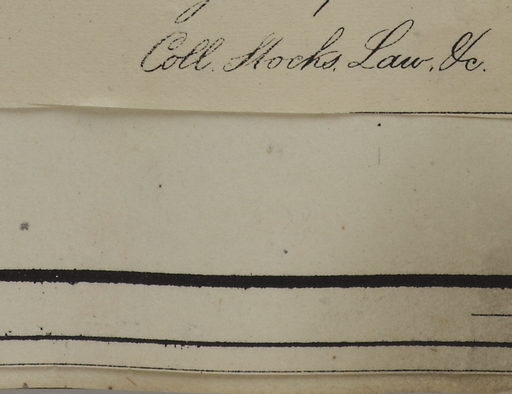 Coll. Stocks, Law, &c.